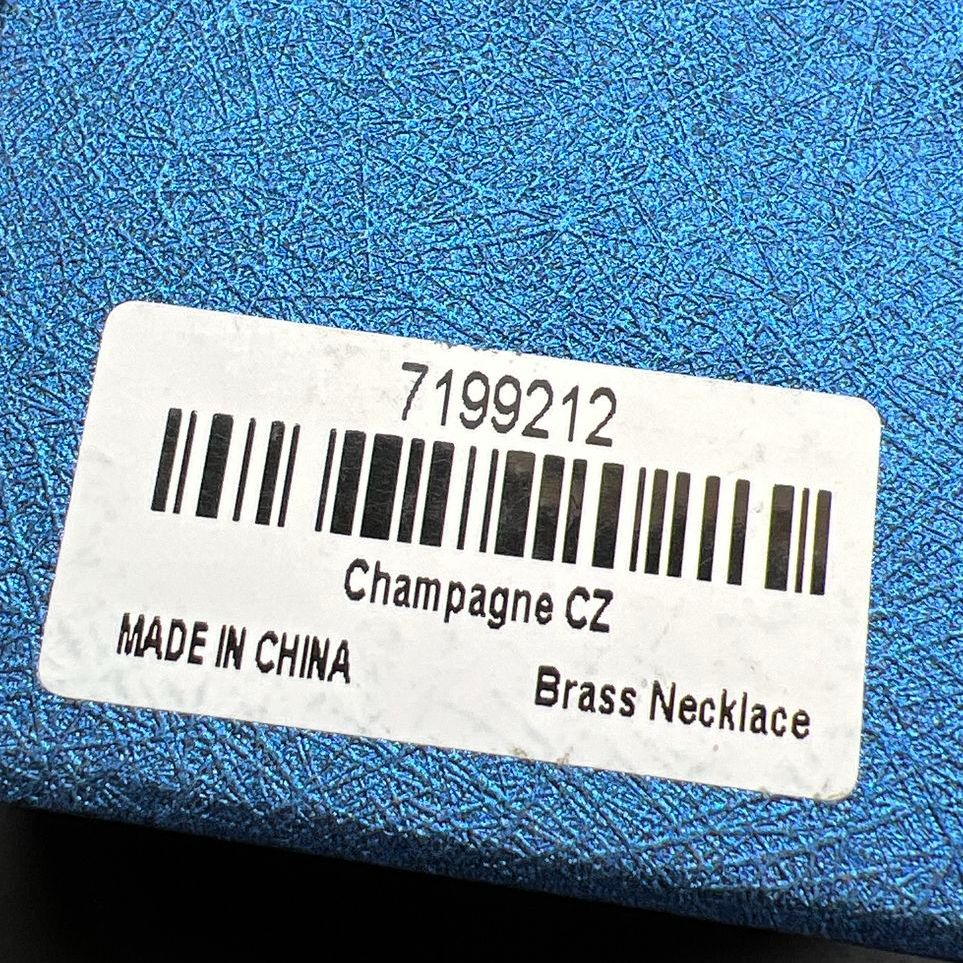 7199212
Champagne CZ
MADE IN CHINA
Brass Necklace